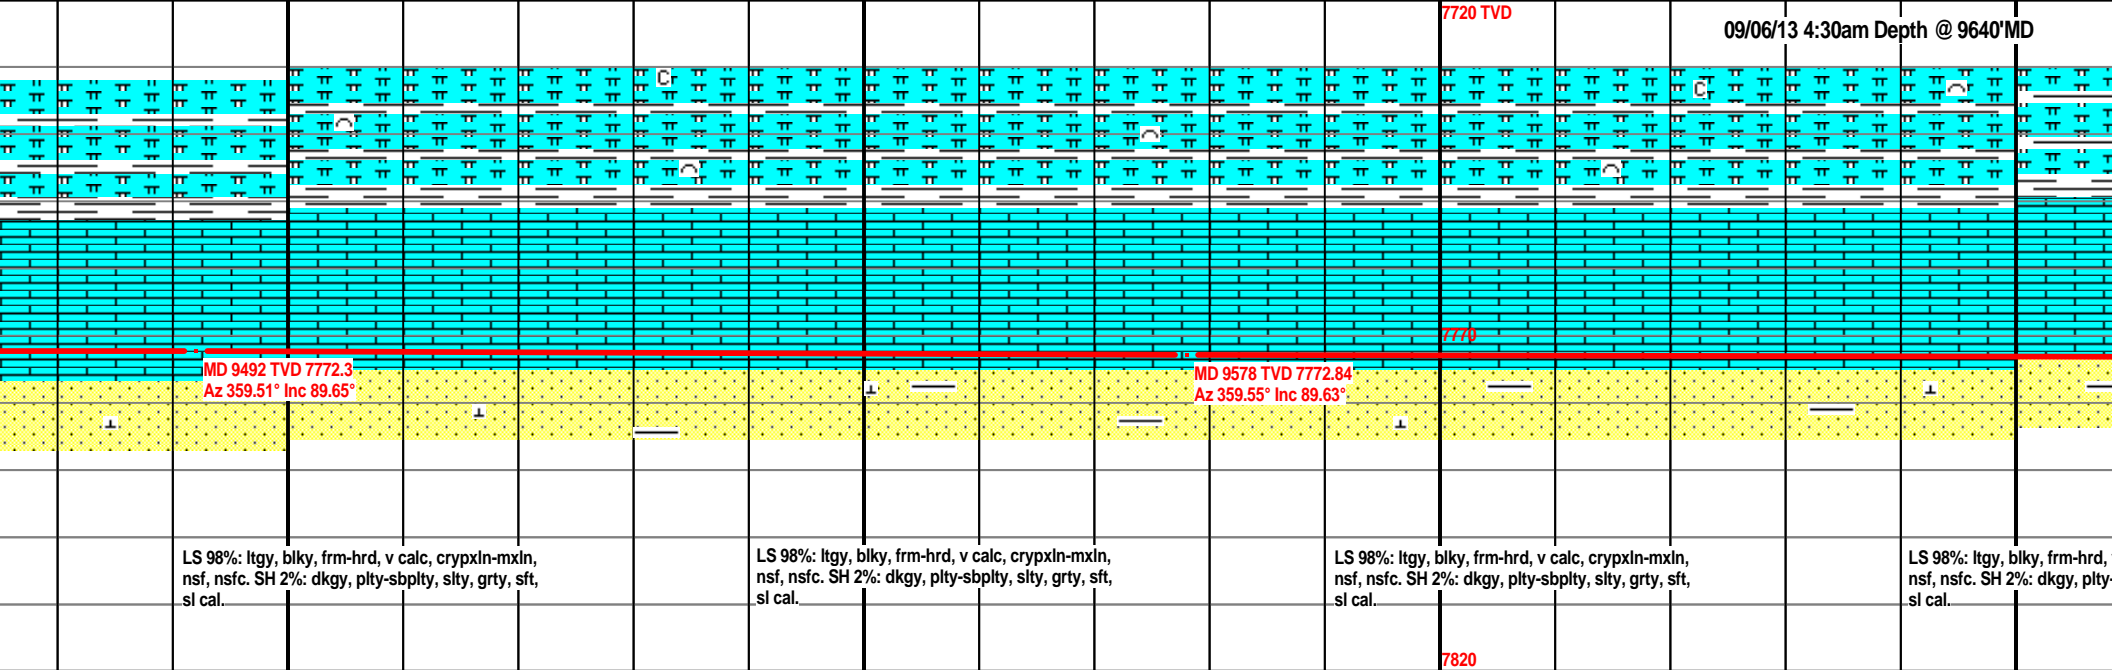 7720 TVD
09/06/13 4:30am Depth @ 9640'MD
C
C
7770
MD 9492 TVD 7772.3
Az 359.51° Inc 89.65°
MD 9578 TVD 7772.84
Az 359.55° Inc 89.63°
LS 98%: ltgy, blky, frm-hrd, v calc, crypxln-mxln,
nsf, nsfc. SH 2%: dkgy, plty-sbplty, slty, grty, sft,
sl cal.
LS 98%: ltgy, blky, frm-hrd, v calc, crypxln-mxln,
nsf, nsfc. SH 2%: dkgy, plty-sbplty, slty, grty, sft,
sl cal.
LS 98%: ltgy, blky, frm-hrd, v calc, crypxln-mxln,
nsf, nsfc. SH 2%: dkgy, plty-sbplty, slty, grty, sft,
sl cal.
LS 98%: ltgy, blky, frm-hrd,
nsf, nsfc. SH 2%: dkgy, plty-
sl cal.
7820